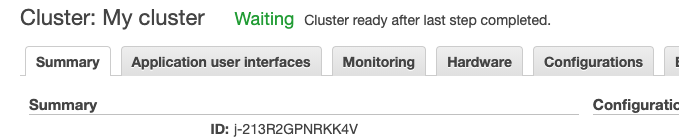 Cluster: My cluster Waiting Cluster ready after last step completed.
Summary Application user interfaces Monitoring Hardware Configurations
Summary
ID: j-213R2GPNRKK4V